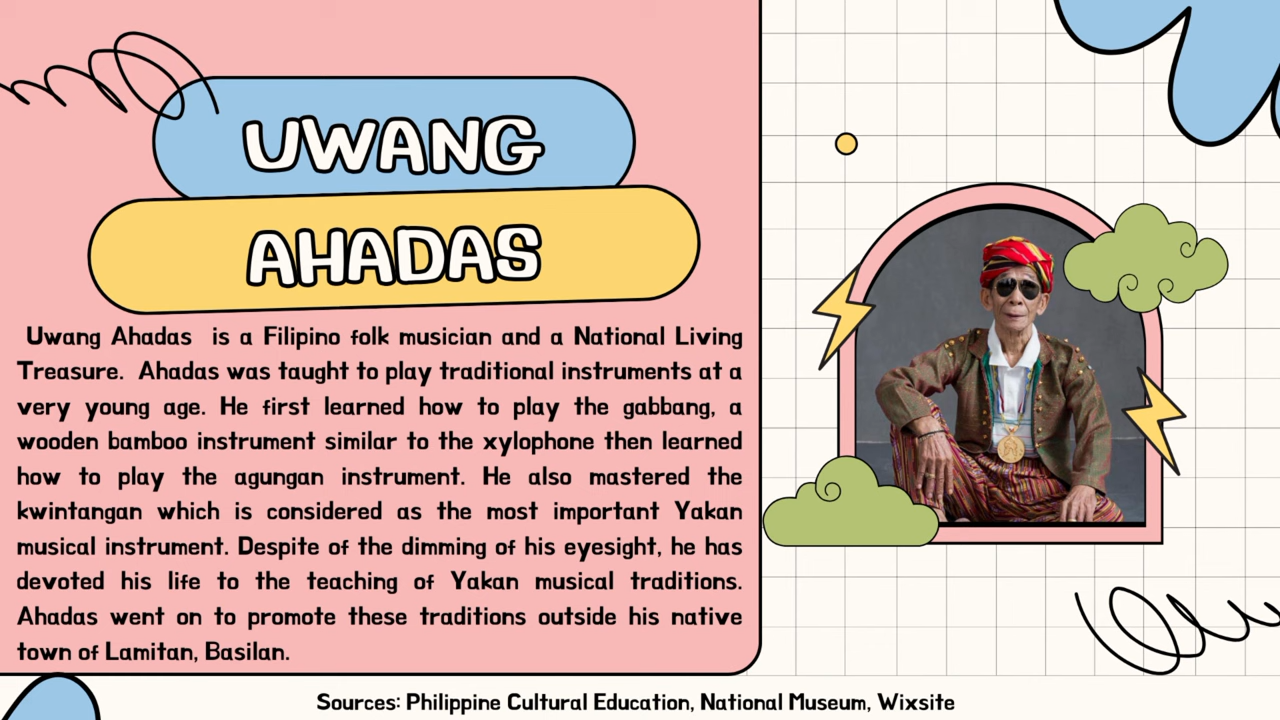 UWANG
AHADAS
Uwang Ahadas is a Filipino folk musician and a National Living
Treasure. Ahadas was taught to play traditional instruments at a
very young age. He first learned how to play the gabbang, a
wooden bamboo instrument similar to the xylophone then learned
how to play the agungan instrument. He also mastered the
kwintangan which is considered as the most important Yakan
musical instrument. Despite of the dimming of his eyesight, he has
devoted his life to the teaching of Yakan musical traditions.
Ahadas went on to promote these traditions outside his native
town of Lamitan, Basilan.
Sources: Philippine Cultural Education, National Museum, Wixsite